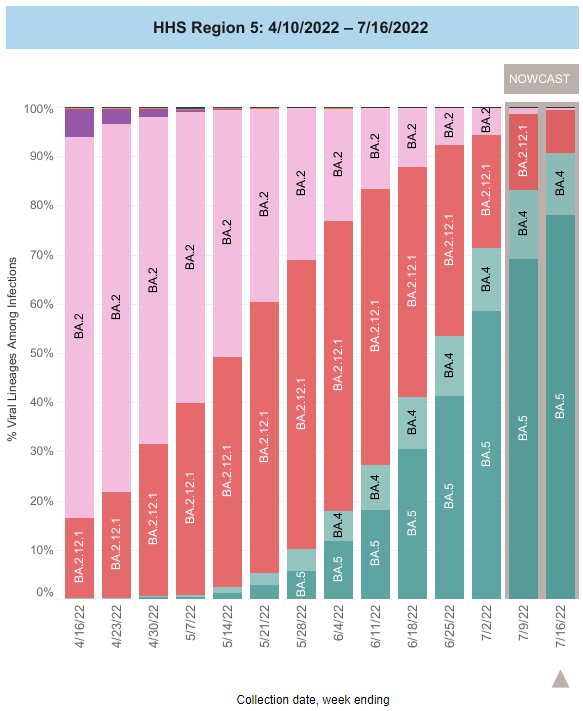 HHS Region 5: 4/10/2022 – 7/16/2022
NOWCAST
% Viral Lineages Among Infections
100%
90%
80%
70%
60%
50%
40%
30%
20%
10%
0%
BA.2
BA.2.12.1
BA.2
BA.2.12.1
BA.2
BA.2.12.1
BA.2
BA.2.12.1
BA.2
BA.2.12.1
BA.2
BA.2.12.1
BA.2
BA.2.12.1
BA.5
BA.2
BA.2.12.1
BA.4
BA.5
BA.2
BA.2.12.1
BA.4
BA.5
BA.2
BA.2.12.1
BA.4
BA.5
BA.2
BA.2.12.1
BA.4
BA.5
BA.2
BA.2.12.1
BA.4
BA.5
BA.2.12.1
BA.4
BA.5
BA.4
BA.5
4/16/22
4/23/22
4/30/22
5/7/22
5/14/22
5/21/22
5/28/22
6/4/22
6/11/22
6/18/22
6/25/22
7/2/22
7/9/22
7/16/22
Collection date, week ending